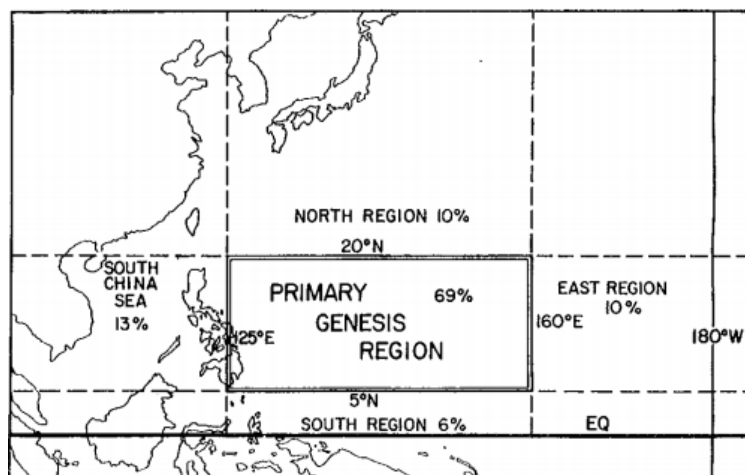 NORTH REGION 10%
20°N
SOUTH
CHINA
SEA
13%
PRIMARY 69%
GENESIS
REGION
125°E
EAST REGION
10%
160°E
180°W
5°N
SOUTH REGION 6%
EQ